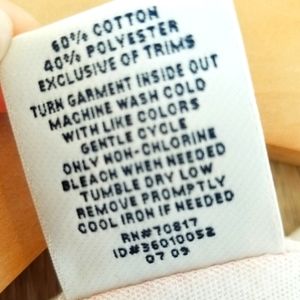 60% COTTON
40% POLYESTER
EXCLUSIVE OF TRIMS
TURN GARMENT INSIDE OUT
MACHINE WASH COLD
WITH LIKE COLORS
GENTLE CYCLE
ONLY NON-CHLORINE
BLEACH WHEN NEEDED
TUMBLE DRY LOW
REMOVE PROMPTLY
COOL IRON IF NEEDED
RN#70817
ID#36010052
07 09